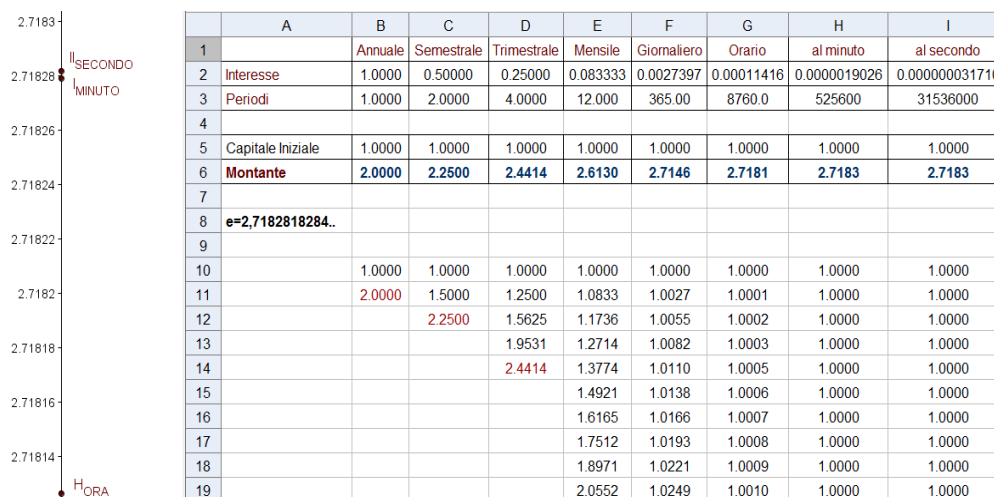 2.7183
II SECONDO
2.71828
I MINUTO
2.71826
2.71824
2.71822
2.7182
2.71818
2.71816
2.71814
H ORA
A B C D E F G H I
1 Annuale Semestrale Trimestrale Mensile Giornaliero Orario al minuto al secondo
2 Interesse 1.0000 0.50000 0.25000 0.083333 0.0027397 0.00011416 0.0000019026 0.00000003171
3 Periodi 1.0000 2.0000 4.0000 12.000 365.00 8760.0 525600 31536000
4
5 Capitale Iniziale 1.0000 1.0000 1.0000 1.0000 1.0000 1.0000 1.0000 1.0000
6 Montante 2.0000 2.2500 2.4414 2.6130 2.7146 2.7181 2.7183 2.7183
7
8 e=2,7182818284..
9
10 1.0000 1.0000 1.0000 1.0000 1.0000 1.0000 1.0000 1.0000
11 2.0000 1.5000 1.2500 1.0833 1.0027 1.0001 1.0000 1.0000
12 2.2500 1.5625 1.1736 1.0055 1.0002 1.0000 1.0000
13 1.9531 1.2714 1.0082 1.0003 1.0000 1.0000
14 2.4414 1.3774 1.0110 1.0005 1.0000 1.0000
15 1.4921 1.0138 1.0006 1.0000 1.0000
16 1.6165 1.0166 1.0007 1.0000 1.0000
17 1.7512 1.0193 1.0008 1.0000 1.0000
18 1.8971 1.0221 1.0009 1.0000 1.0000
19 2.0552 1.0249 1.0010 1.0000 1.0000